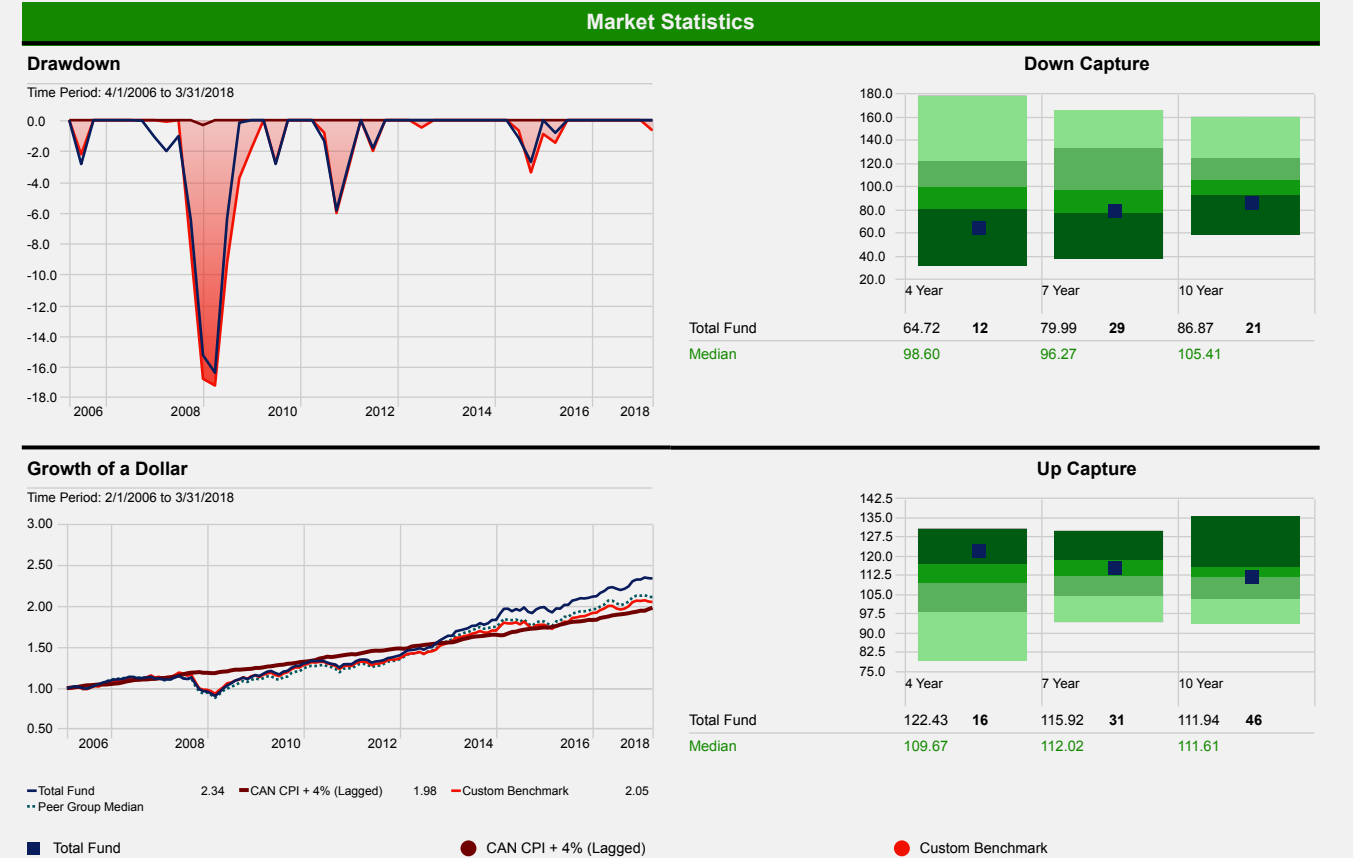 Market Statistics
Drawdown
Time Period: 4/1/2006 to 3/31/2018
0.0
-2.0
-4.0
-6.0
-8.0
-10.0
-12.0
-14.0
-16.0
-18.0
2006 2008 2010 2012 2014 2016 2018
Down Capture
180.0
160.0
140.0
120.0
100.0
80.0
60.0
40.0
20.0
4 Year 7 Year 10 Year
Total Fund 64.72 12 79.99 29 86.87 21
Median 98.60 96.27 105.41
Growth of a Dollar
Time Period: 2/1/2006 to 3/31/2018
3.00
2.50
2.00
1.50
1.00
0.50
2006 2008 2010 2012 2014 2016 2018
Total Fund 2.34 CAN CPI + 4% (Lagged) 1.98 Custom Benchmark 2.05
Peer Group Median
Up Capture
142.5
135.0
127.5
120.0
112.5
105.0
97.5
90.0
82.5
75.0
4 Year 7 Year 10 Year
Total Fund 122.43 16 115.92 31 111.94 46
Median 109.67 112.02 111.61
Total Fund CAN CPI + 4% (Lagged) Custom Benchmark